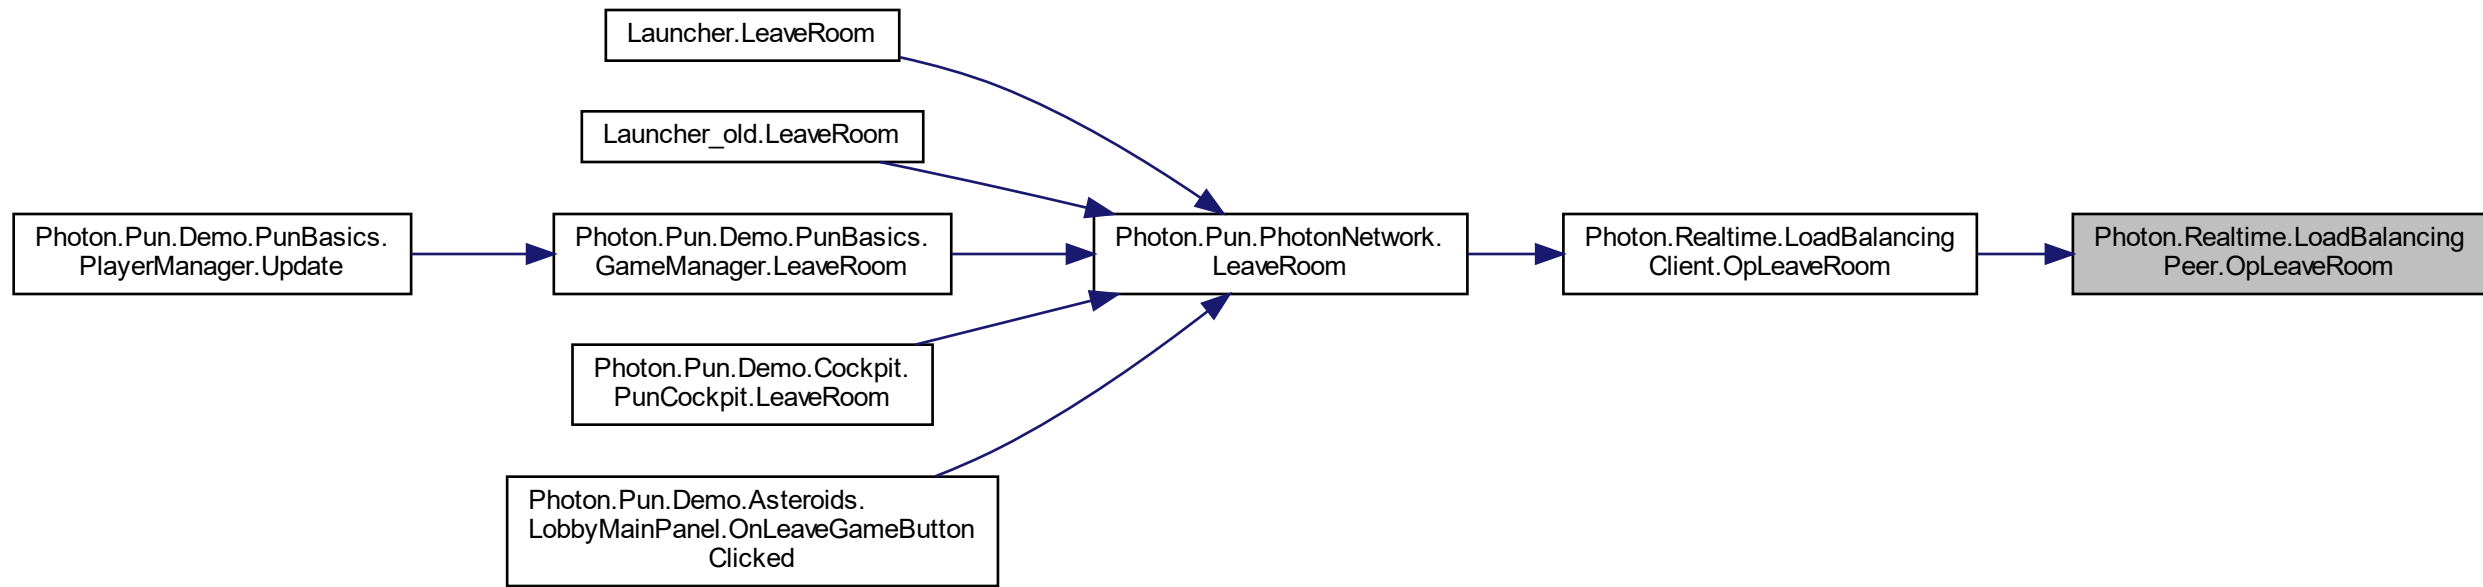 Launcher.LeaveRoom
Launcher_old.LeaveRoom
Photon.Pun.Demo.PunBasics.
PlayerManager.Update
Photon.Pun.Demo.PunBasics.
GameManager.LeaveRoom
Photon.Pun.PhotonNetwork.
LeaveRoom
Photon.Realtime.LoadBalancing
Client.OpLeaveRoom
Photon.Realtime.LoadBalancing
Peer.OpLeaveRoom
Photon.Pun.Demo.Cockpit.
PunCockpit.LeaveRoom
Photon.Pun.Demo.Asteroids.
LobbyMainPanel.OnLeaveGameButton
Clicked